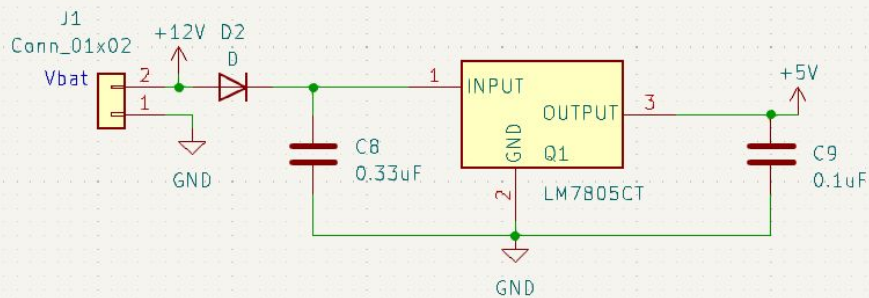 J1
Conn_01x02
+12V
D2
D
Vbat
2
1
GND
C8
0.33uF
1
INPUT
OUTPUT
3
GND
2
Q1
LM7805CT
+5V
C9
0.1uF
GND